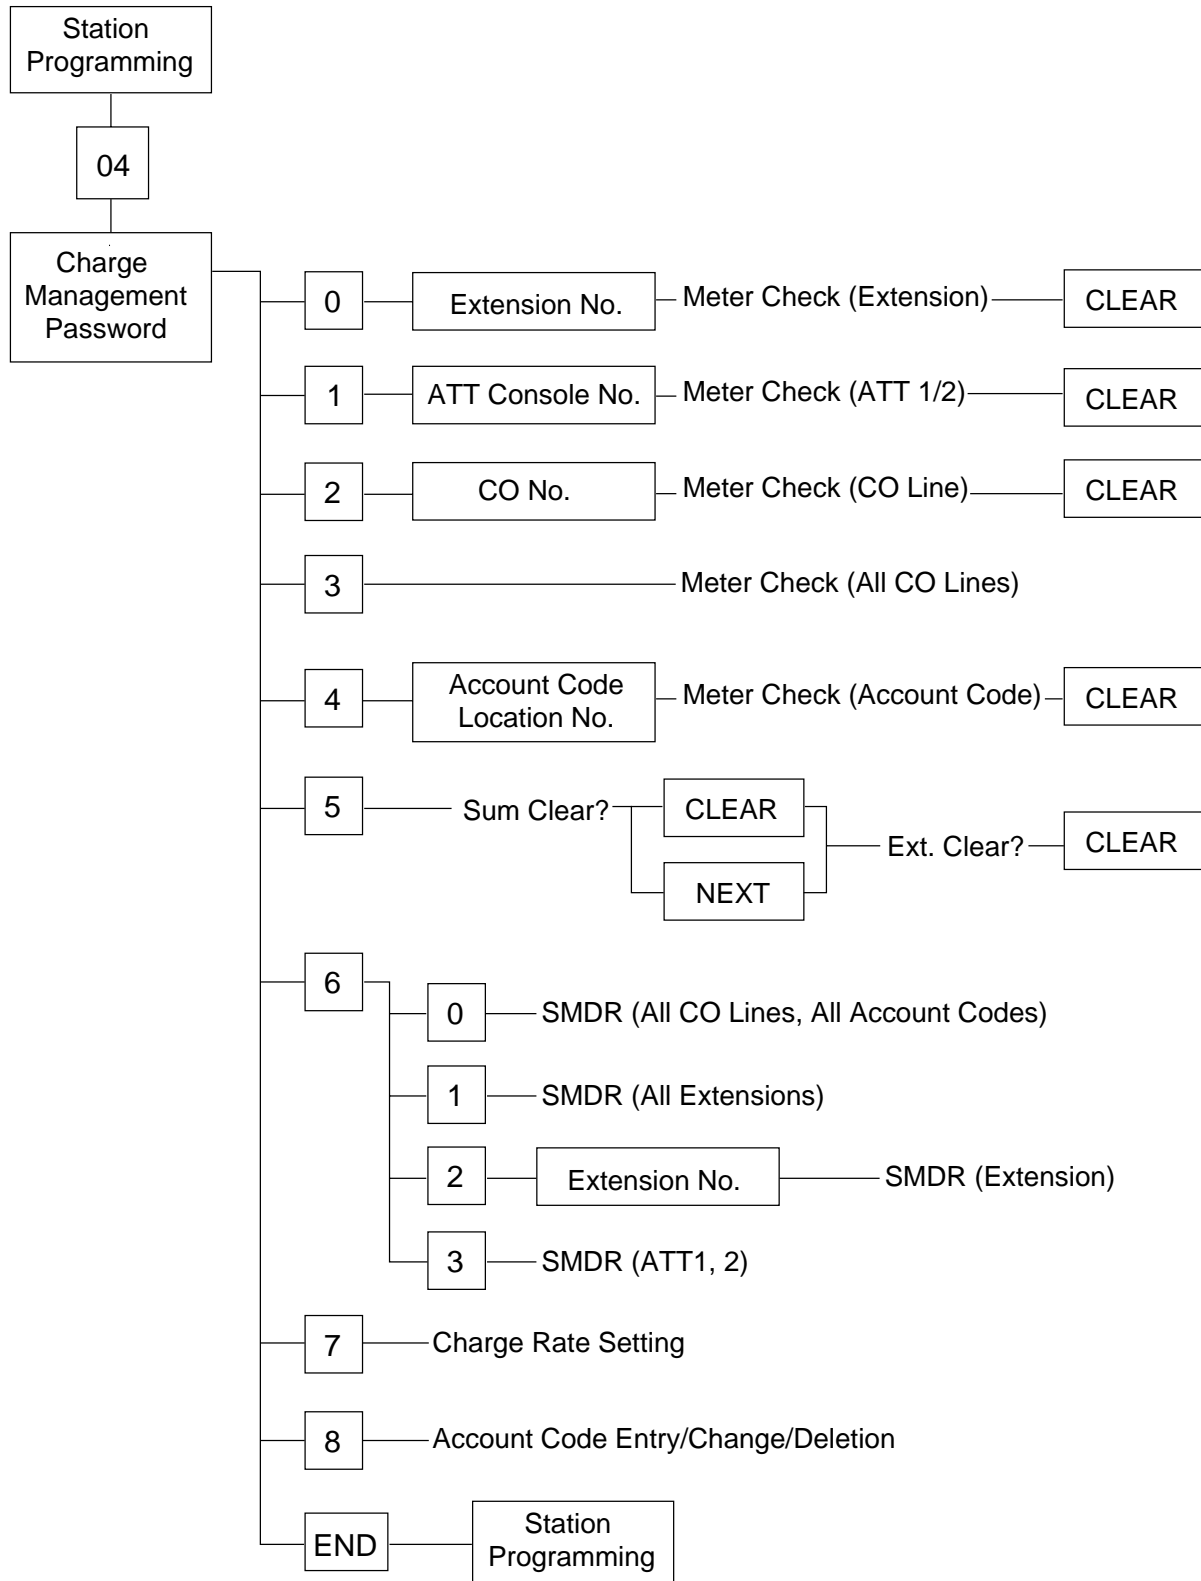 Station
Programming
04
Charge
Management
Password
0
Extension No.
Meter Check (Extension)
CLEAR
1
ATT Console No.
Meter Check (ATT 1/2)
CLEAR
2
CO No.
Meter Check (CO Line)
CLEAR
3
Meter Check (All CO Lines)
4
Account Code
Location No.
Meter Check (Account Code)
CLEAR
5
Sum Clear?
CLEAR
NEXT
Ext. Clear?
CLEAR
6
0
SMDR (All CO Lines, All Account Codes)
1
SMDR (All Extensions)
2
Extension No.
SMDR (Extension)
3
SMDR (ATT1, 2)
7
Charge Rate Setting
8
Account Code Entry/Change/Deletion
END
Station
Programming